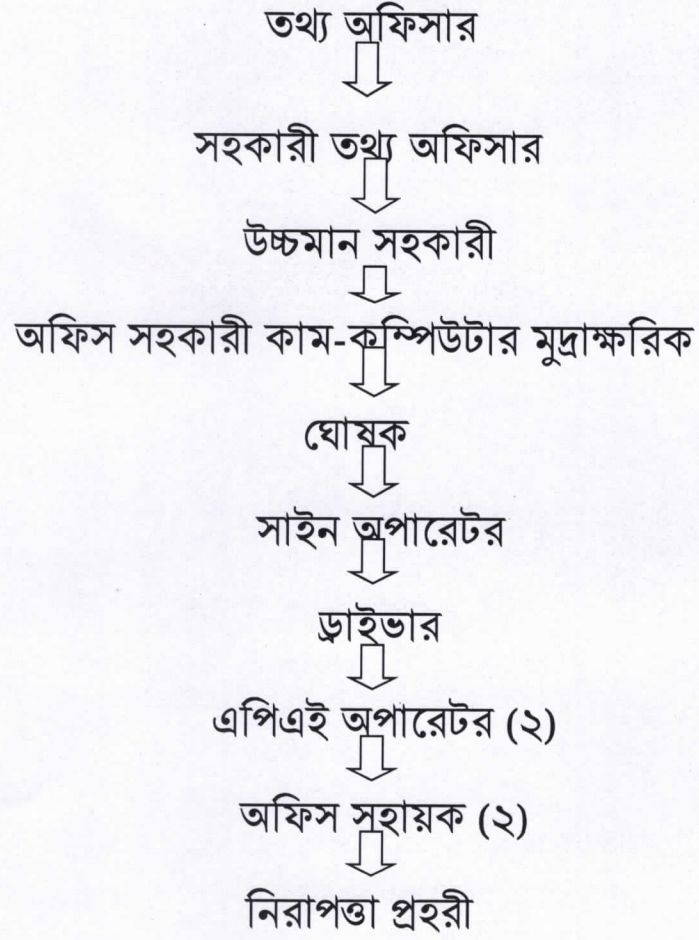 তথ্য অফিসার
সহকারী তথ্য অফিসার
উচ্চমান সহকারী
অফিস সহকারী কাম-কম্পিউটার মুদ্রাক্ষরিক
ঘোষক
সাইন অপারেটর
ড্রাইভার
এপিএই অপারেটর (২)
অফিস সহায়ক (২)
নিরাপত্তা প্রহরী